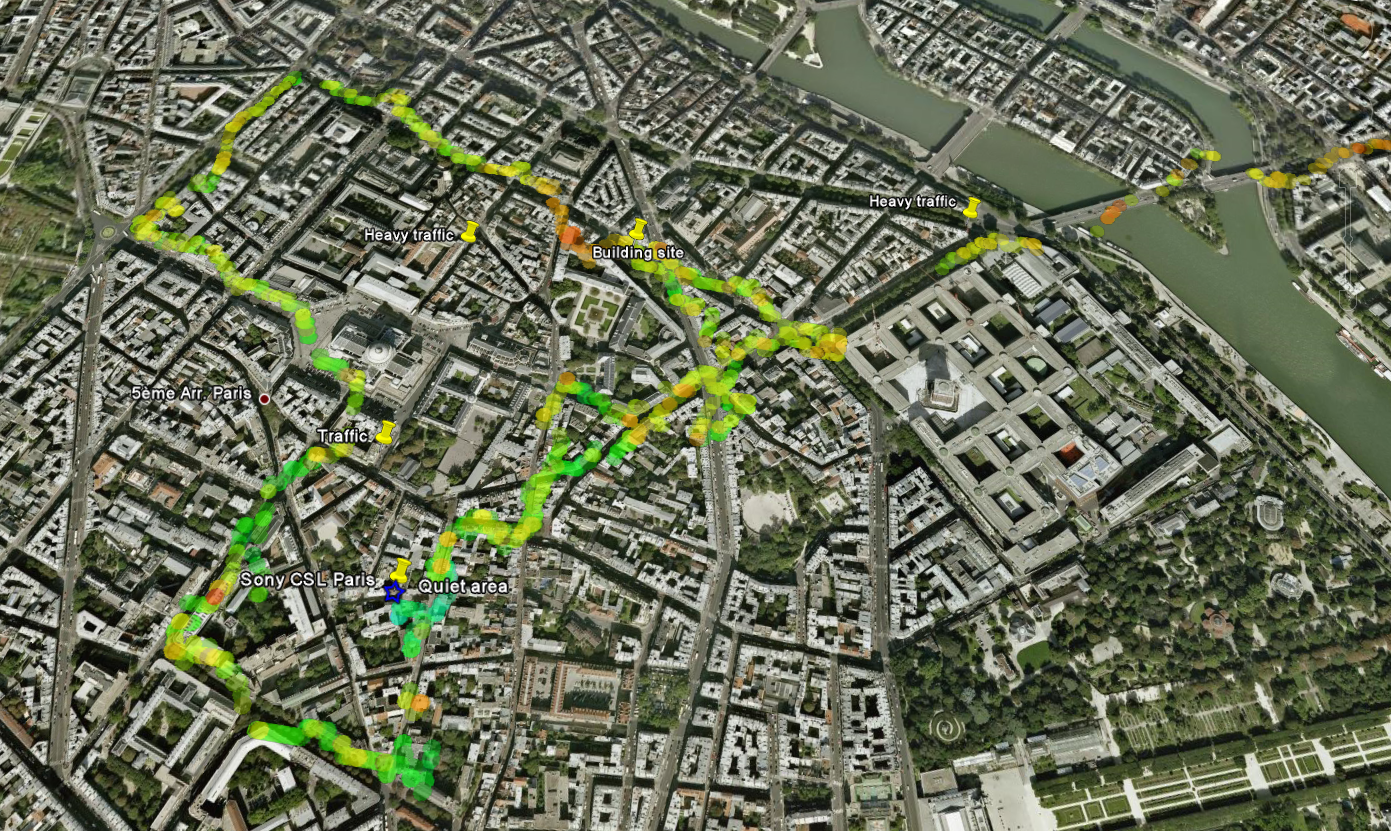 Heavy traffic
Heavy traffic
Building site
5ème Arr. Paris
Traffic
Sony CSL Paris
Quiet area